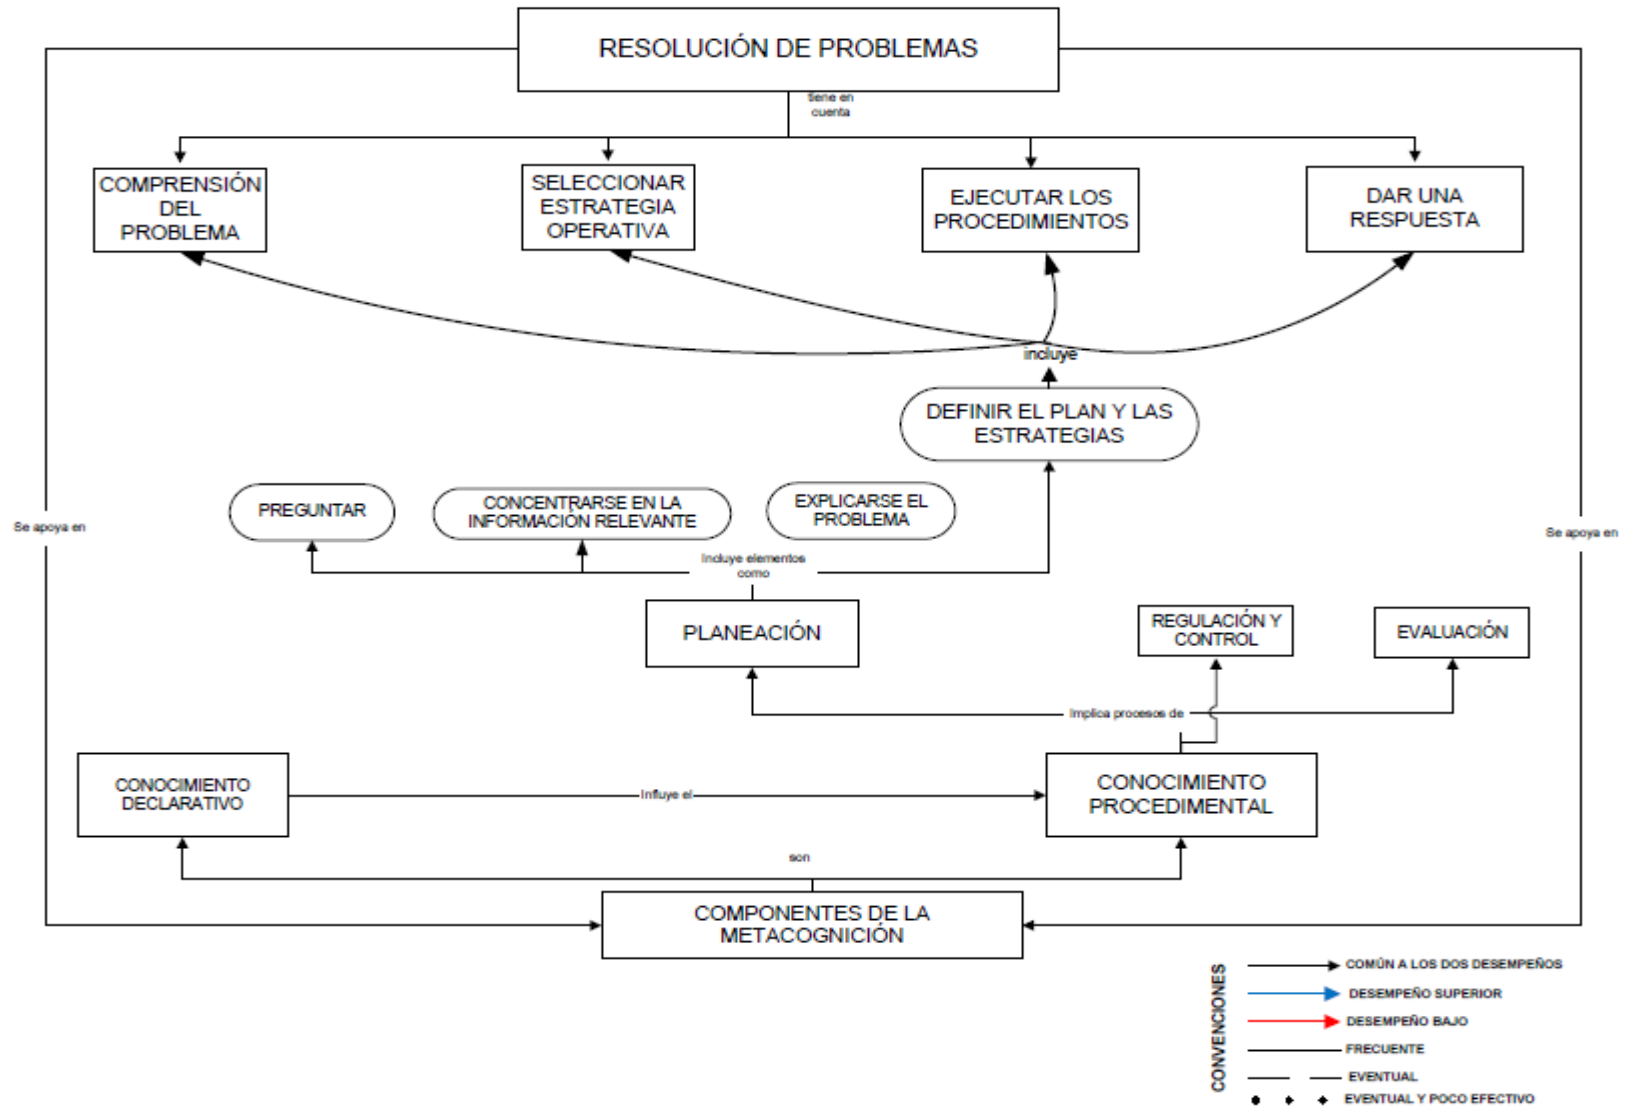 RESOLUCIÓN DE PROBLEMAS
tiene en
cuenta
COMPRENSIÓN
DEL
PROBLEMA
SELECCIONAR
ESTRATEGIA
OPERATIVA
EJECUTAR LOS
PROCEDIMIENTOS
DAR UNA
RESPUESTA
incluye
DEFINIR EL PLAN Y LAS
ESTRATEGIAS
PREGUNTAR
CONCENTRARSE EN LA
INFORMACIÓN RELEVANTE
EXPLICARSE EL
PROBLEMA
Se apoya en
Se apoya en
Incluye elementos
como
PLANEACIÓN
REGULACIÓN Y
CONTROL
EVALUACIÓN
Implica procesos de
CONOCIMIENTO
DECLARATIVO
Influye el
CONOCIMIENTO
PROCEDIMENTAL
son
COMPONENTES DE LA
METACOGNICIÓN
CONVENCIONES
COMÚN A LOS DOS DESEMPEÑOS
DESEMPEÑO SUPERIOR
DESEMPEÑO BAJO
FRECUENTE
EVENTUAL
EVENTUAL Y POCO EFECTIVO